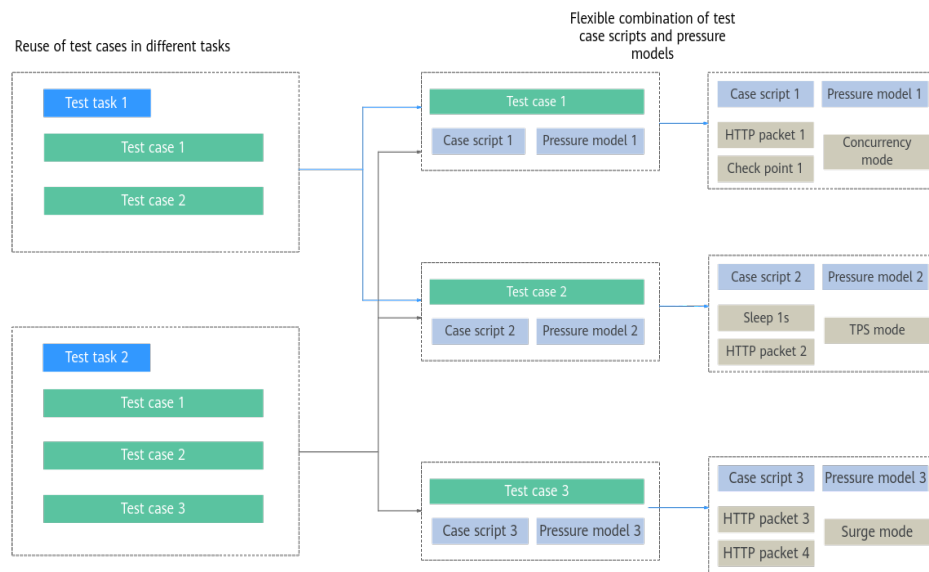 Reuse of test cases in different tasks
Test task 1
Test case 1
Test case 2
Test task 2
Test case 1
Test case 2
Test case 3
Flexible combination of test
case scripts and pressure
models
Test case 1
Case script 1
Pressure model 1
Test case 2
Case script 2
Pressure model 2
Test case 3
Case script 3
Pressure model 3
Case script 1
Pressure model 1
HTTP packet 1
Check point 1
Concurrency
mode
Case script 2
Pressure model 2
Sleep 1s
HTTP packet 2
TPS mode
Case script 3
Pressure model 3
HTTP packet 3
HTTP packet 4
Surge mode